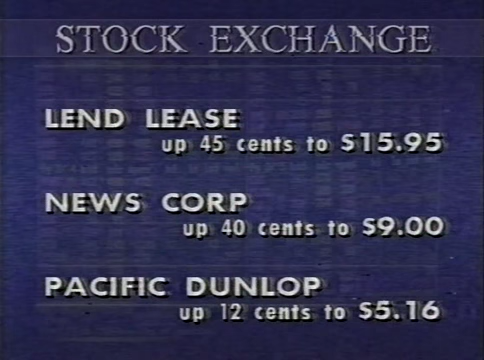 STOCK EXCHANGE
LEND LEASE
up 45 cents to $15.95
NEWS CORP
up 40 cents to $9.00
PACIFIC DUNLOP
up 12 cents to $5.16